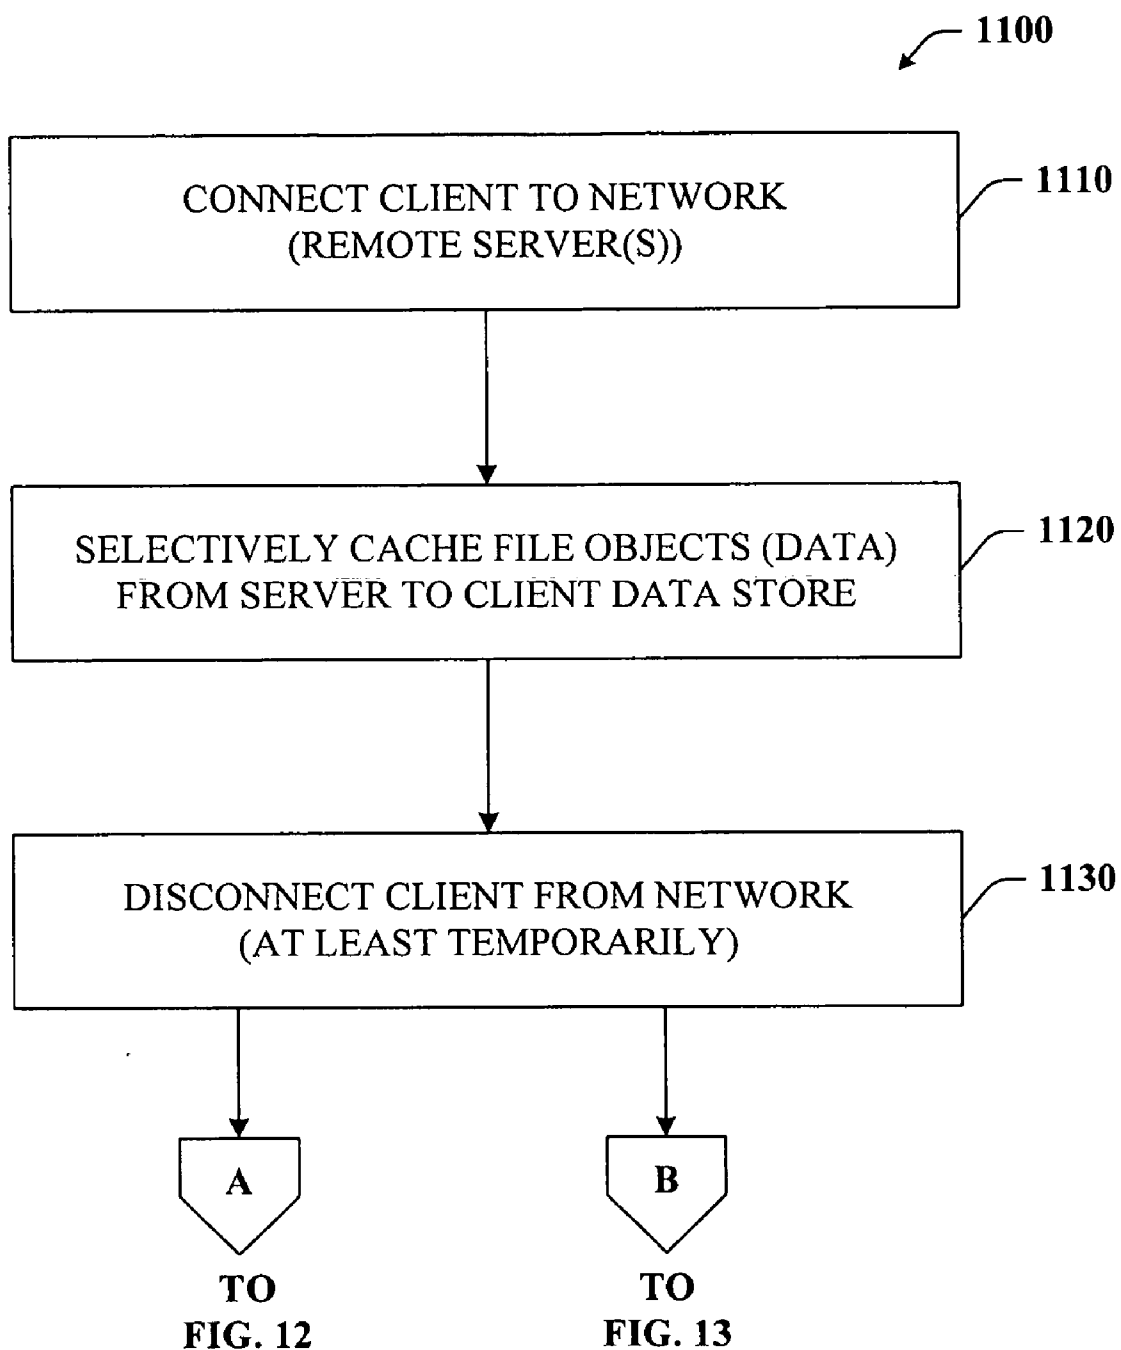 1100
CONNECT CLIENT TO NETWORK
(REMOTE SERVER(S))
1110
SELECTIVELY CACHE FILE OBJECTS (DATA)
FROM SERVER TO CLIENT DATA STORE
1120
DISCONNECT CLIENT FROM NETWORK
(AT LEAST TEMPORARILY)
1130
A
TO
FIG. 12
B
TO
FIG. 13